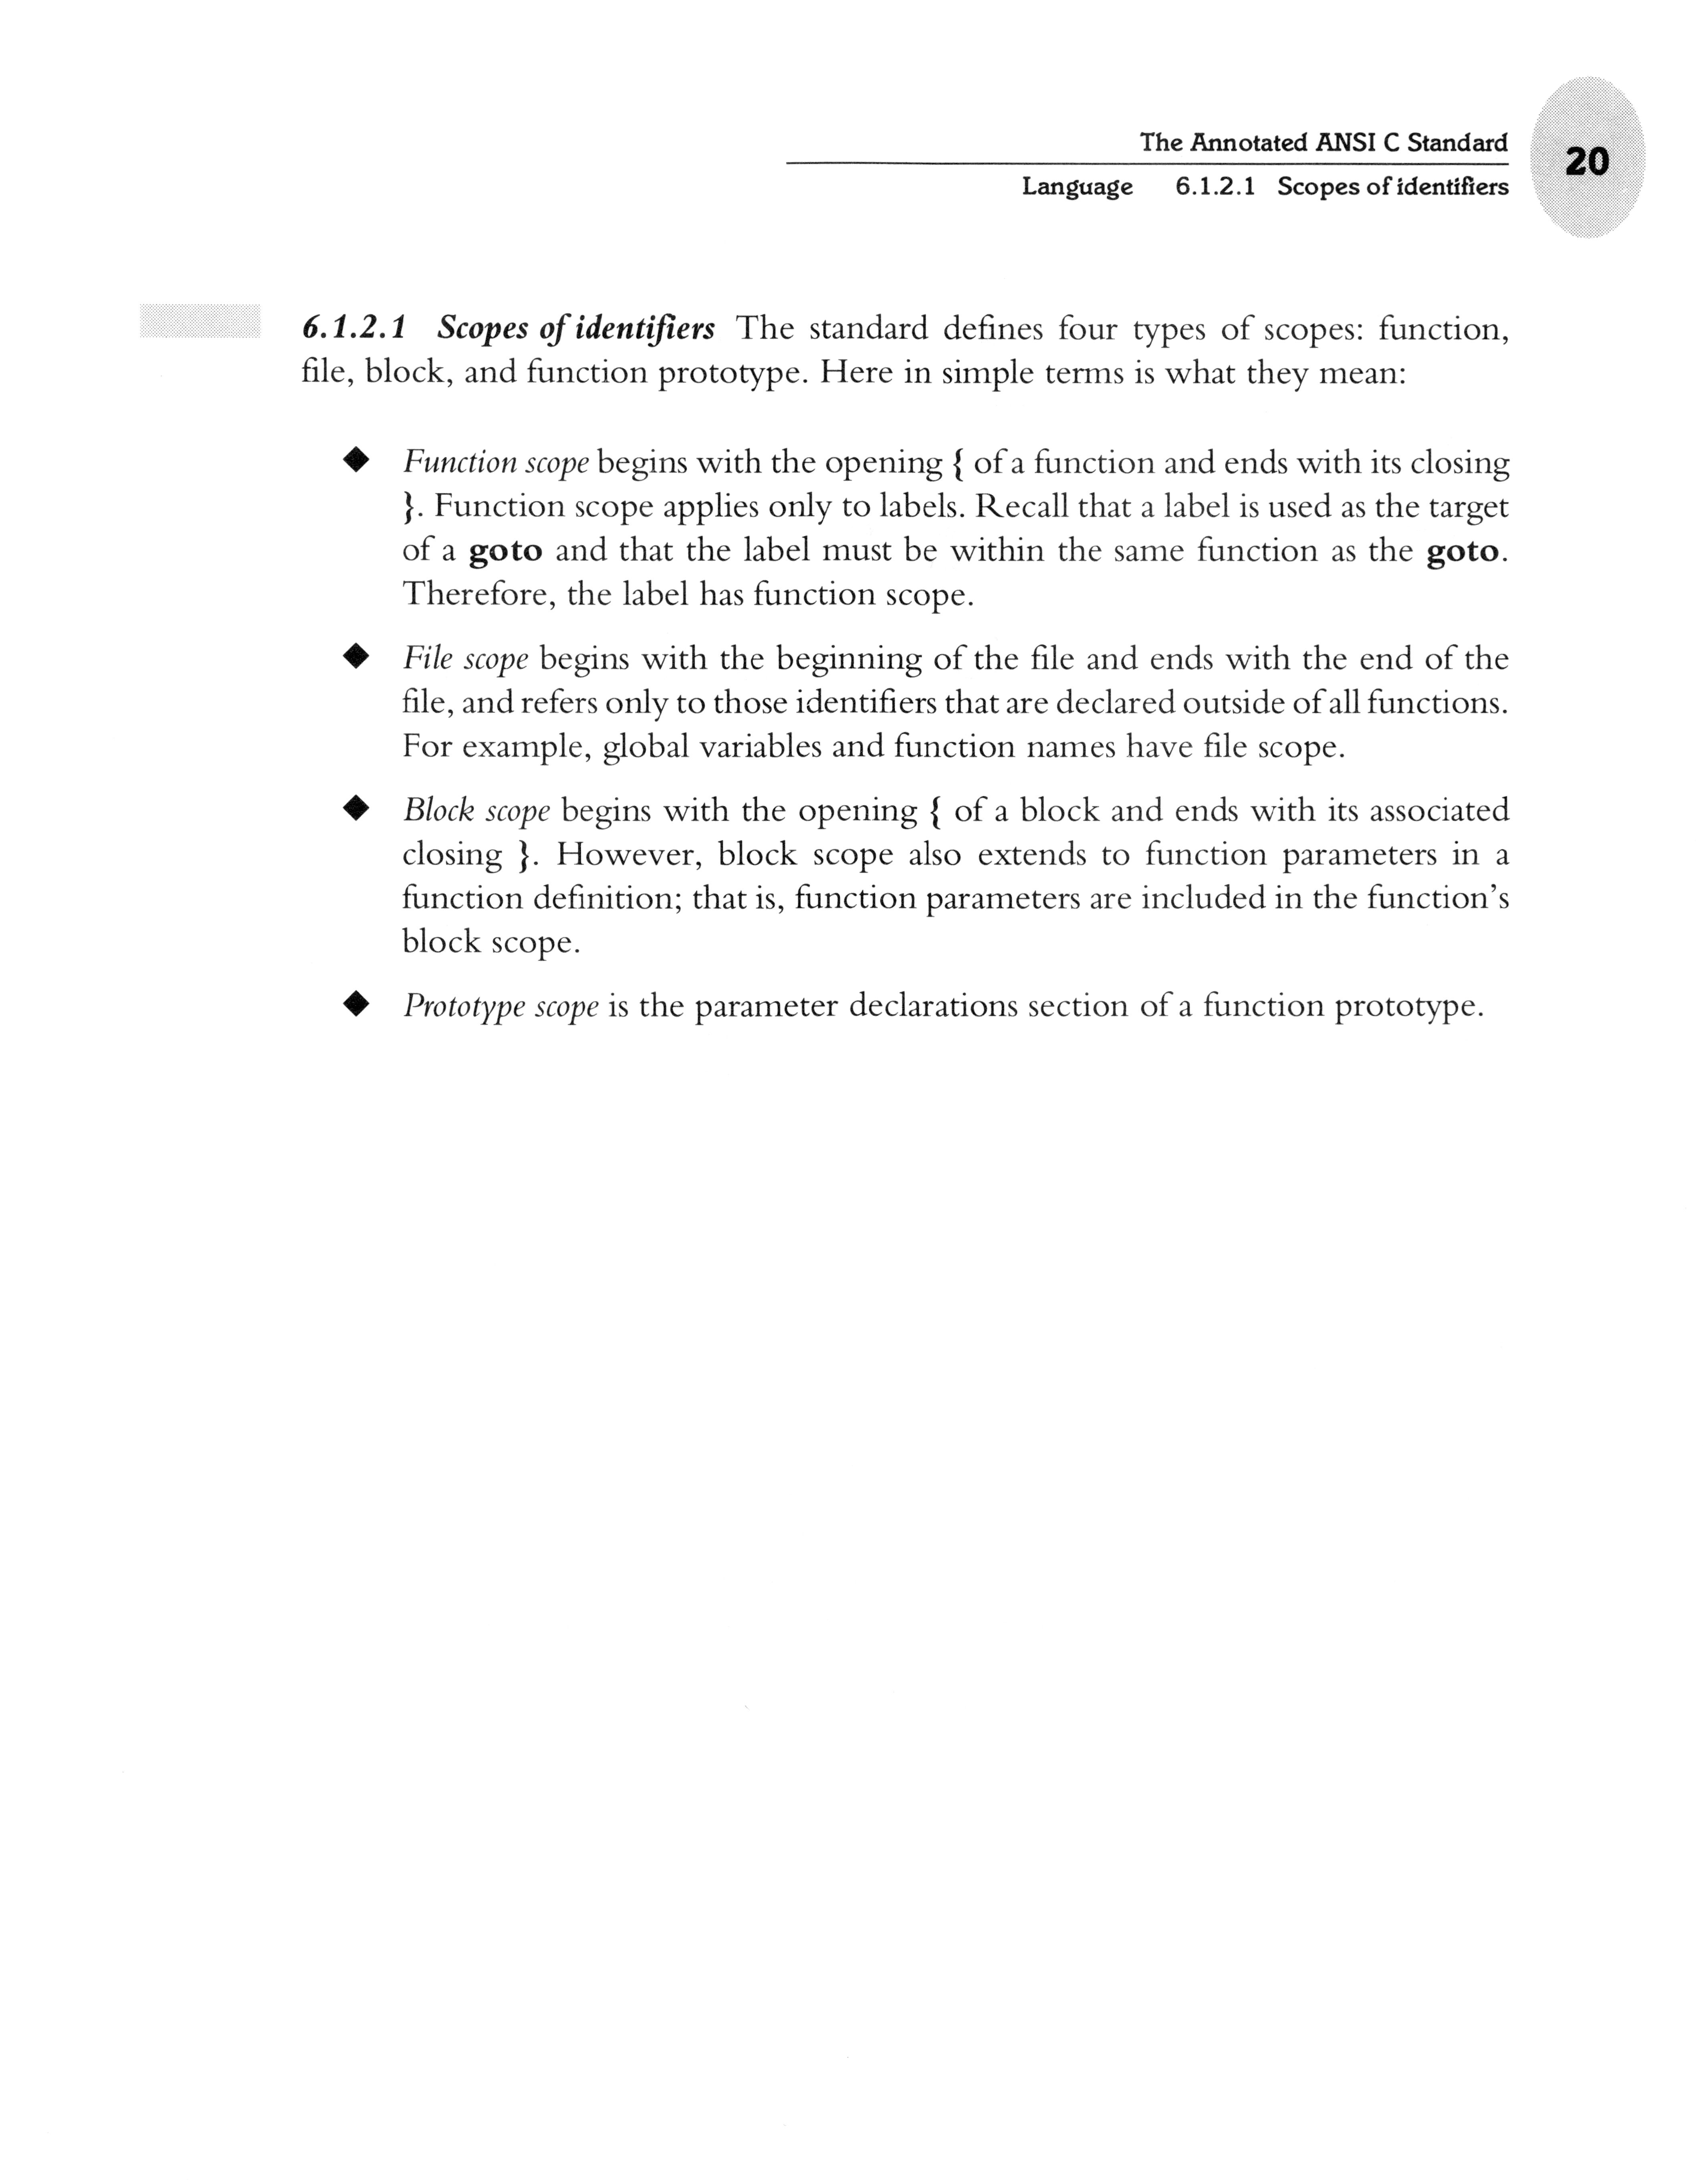 The Annotated ANSI C Standard
20
Language 6.1.2.1 Scopes of identifiers
6.1.2.1 Scopes of identifiers The standard defines four types of scopes: function,
file, block, and function prototype. Here in simple terms is what they mean:
◆ Function scope begins with the opening { of a function and ends with its closing
}. Function scope applies only to labels. Recall that a label is used as the target
of a goto and that the label must be within the same function as the goto.
Therefore, the label has function scope.
◆ File scope begins with the beginning of the file and ends with the end of the
file, and refers only to those identifiers that are declared outside of all functions.
For example, global variables and function names have file scope.
◆ Block scope begins with the opening { of a block and ends with its associated
closing }. However, block scope also extends to function parameters in a
function definition; that is, function parameters are included in the function’s
block scope.
◆ Prototype scope is the parameter declarations section of a function prototype.